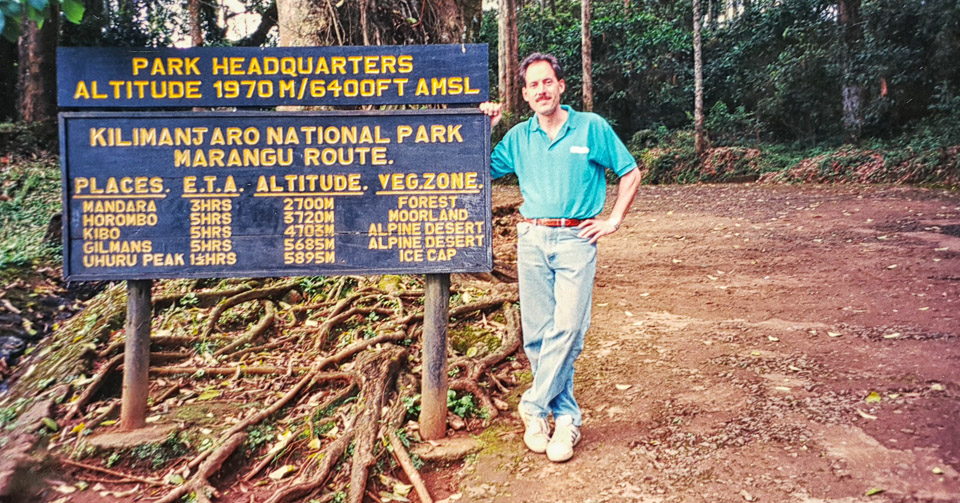 PARK HEADQUARTERS
ALTITUDE 1970 M/6400FT AMSL
KILIMANJARO NATIONAL PARK
MARANGU ROUTE.
PLACES. E.T.A. ALTITUDE. VEG.ZONE.
MANDARA 3HRS 2700M FOREST
HOROMBO 5HRS 3720M MOORLAND
KIBO 5HRS 4703M ALPINE DESERT
GILMANS 5HRS 5685M ALPINE DESERT
UHURU PEAK 1½HRS 5895M ICE CAP